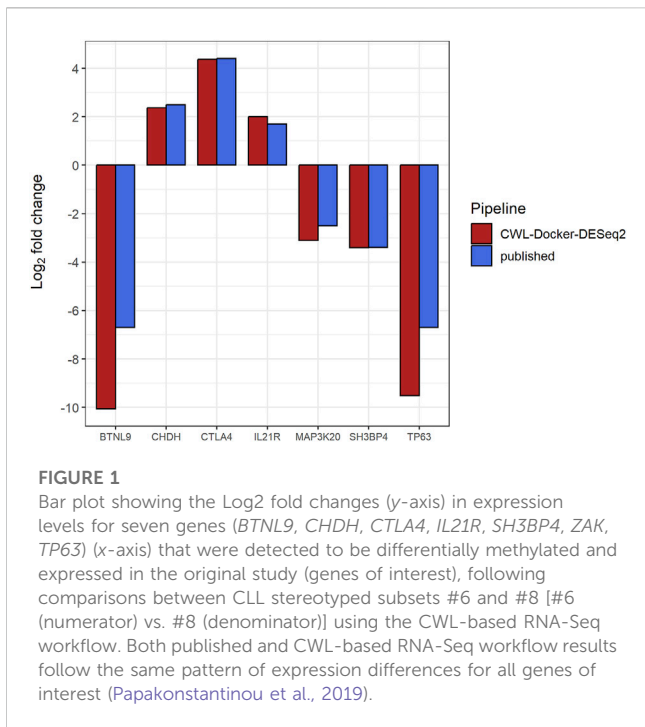 4
2
0
-2
-4
-6
-8
-10
Log2 fold change
BTNL9 CHDH CTLA4 IL21R MAP3K20 SH3BP4 TP63
Pipeline
CWL-Docker-DESeq2
published
FIGURE 1
Bar plot showing the Log2 fold changes (y-axis) in expression
levels for seven genes (BTNL9, CHDH, CTLA4, IL21R, SH3BP4, ZAK,
TP63) (x-axis) that were detected to be differentially methylated and
expressed in the original study (genes of interest), following
comparisons between CLL stereotyped subsets #6 and #8 [#6
(numerator) vs. #8 (denominator)] using the CWL-based RNA-Seq
workflow. Both published and CWL-based RNA-Seq workflow results
follow the same pattern of expression differences for all genes of
interest (Papakonstantinou et al., 2019).